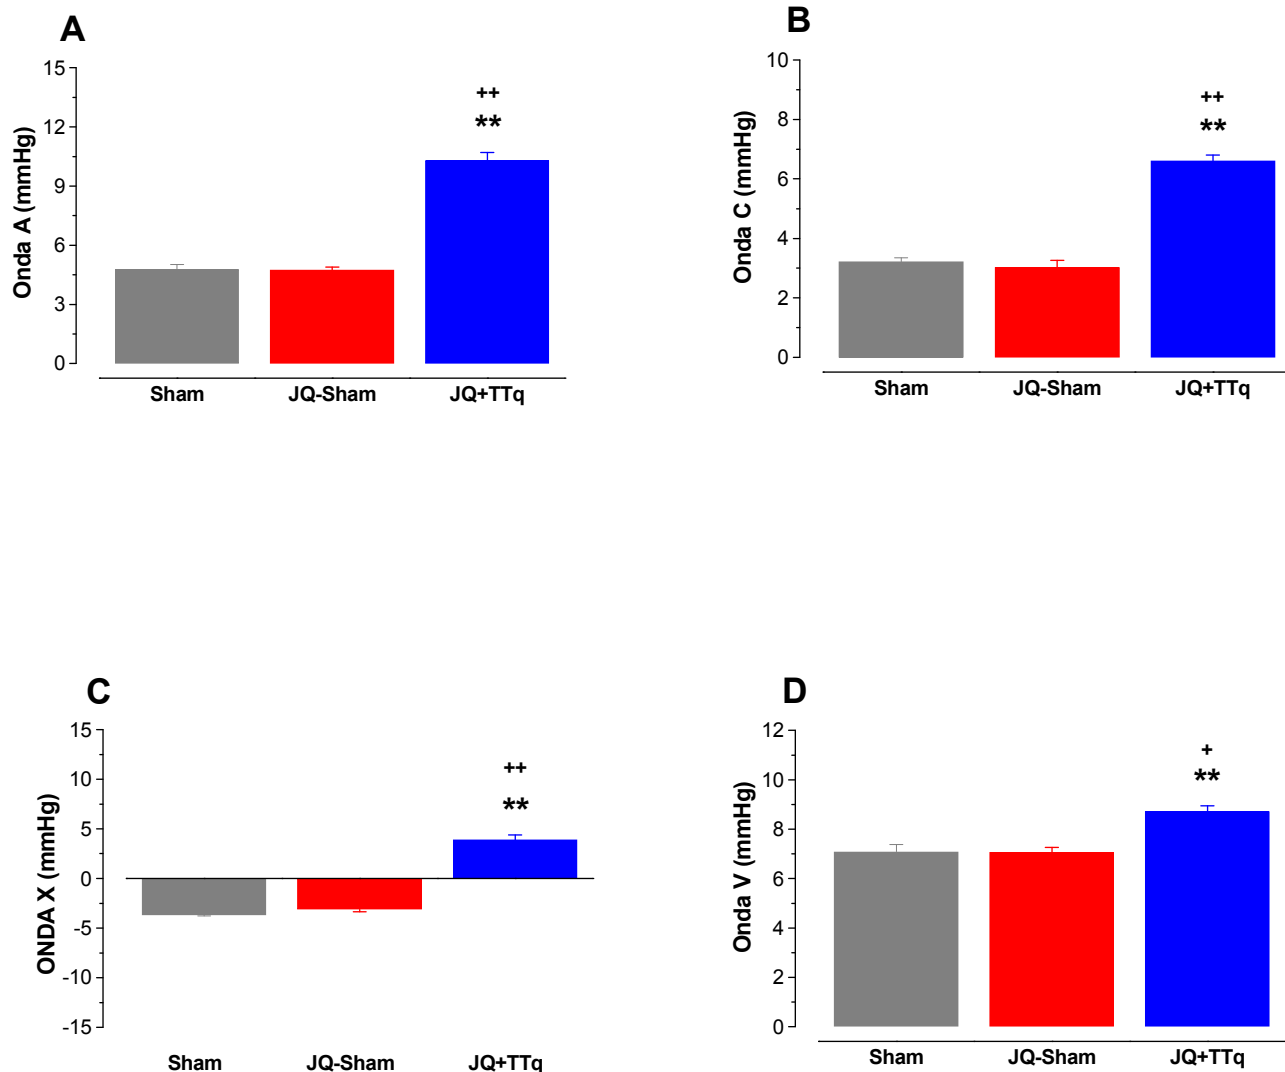 A
Onda A (mmHg)
15
12
9
6
3
0
++
**
Sham JQ-Sham JQ+TTq
B
Onda C (mmHg)
10
8
6
4
2
0
++
**
Sham JQ-Sham JQ+TTq
C
ONDA X (mmHg)
15
10
5
0
-5
-10
-15
++
**
Sham JQ-Sham JQ+TTq
D
Onda V (mmHg)
12
10
8
6
4
2
0
+
**
Sham JQ-Sham JQ+TTq